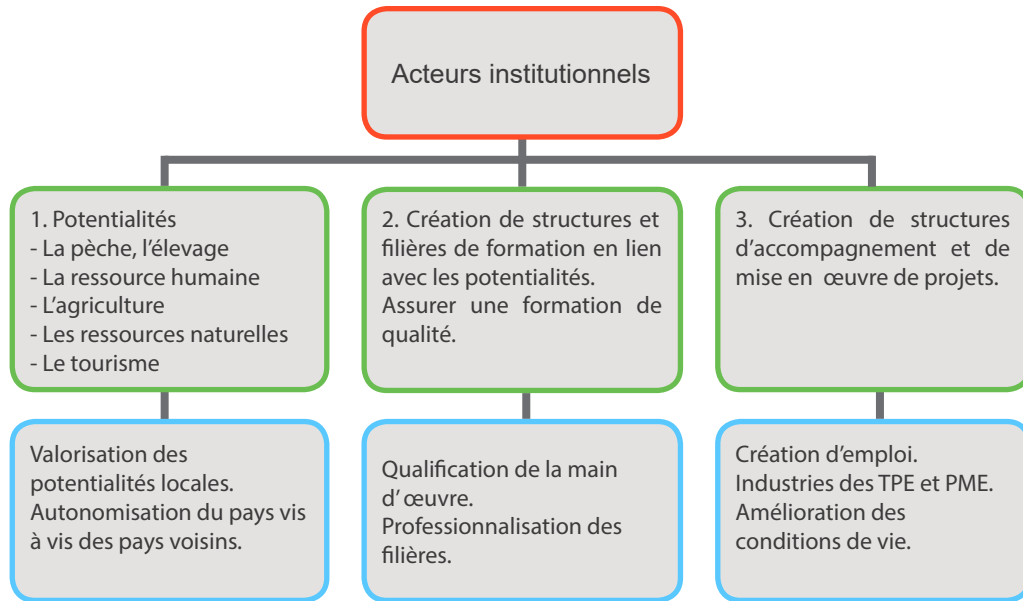 Acteurs institutionnels
1. Potentialités
- La pèche, l’élevage
- La ressource humaine
- L’agriculture
- Les ressources naturelles
- Le tourisme
2. Création de structures et
filières de formation en lien
avec les potentialités.
Assurer une formation de
qualité.
3. Création de structures
d’accompagnement et de
mise en œuvre de projets.
Valorisation des
potentialités locales.
Autonomisation du pays vis
à vis des pays voisins.
Qualification de la main
d’ œuvre.
Professionnalisation des
filières.
Création d’emploi.
Industries des TPE et PME.
Amélioration des
conditions de vie.